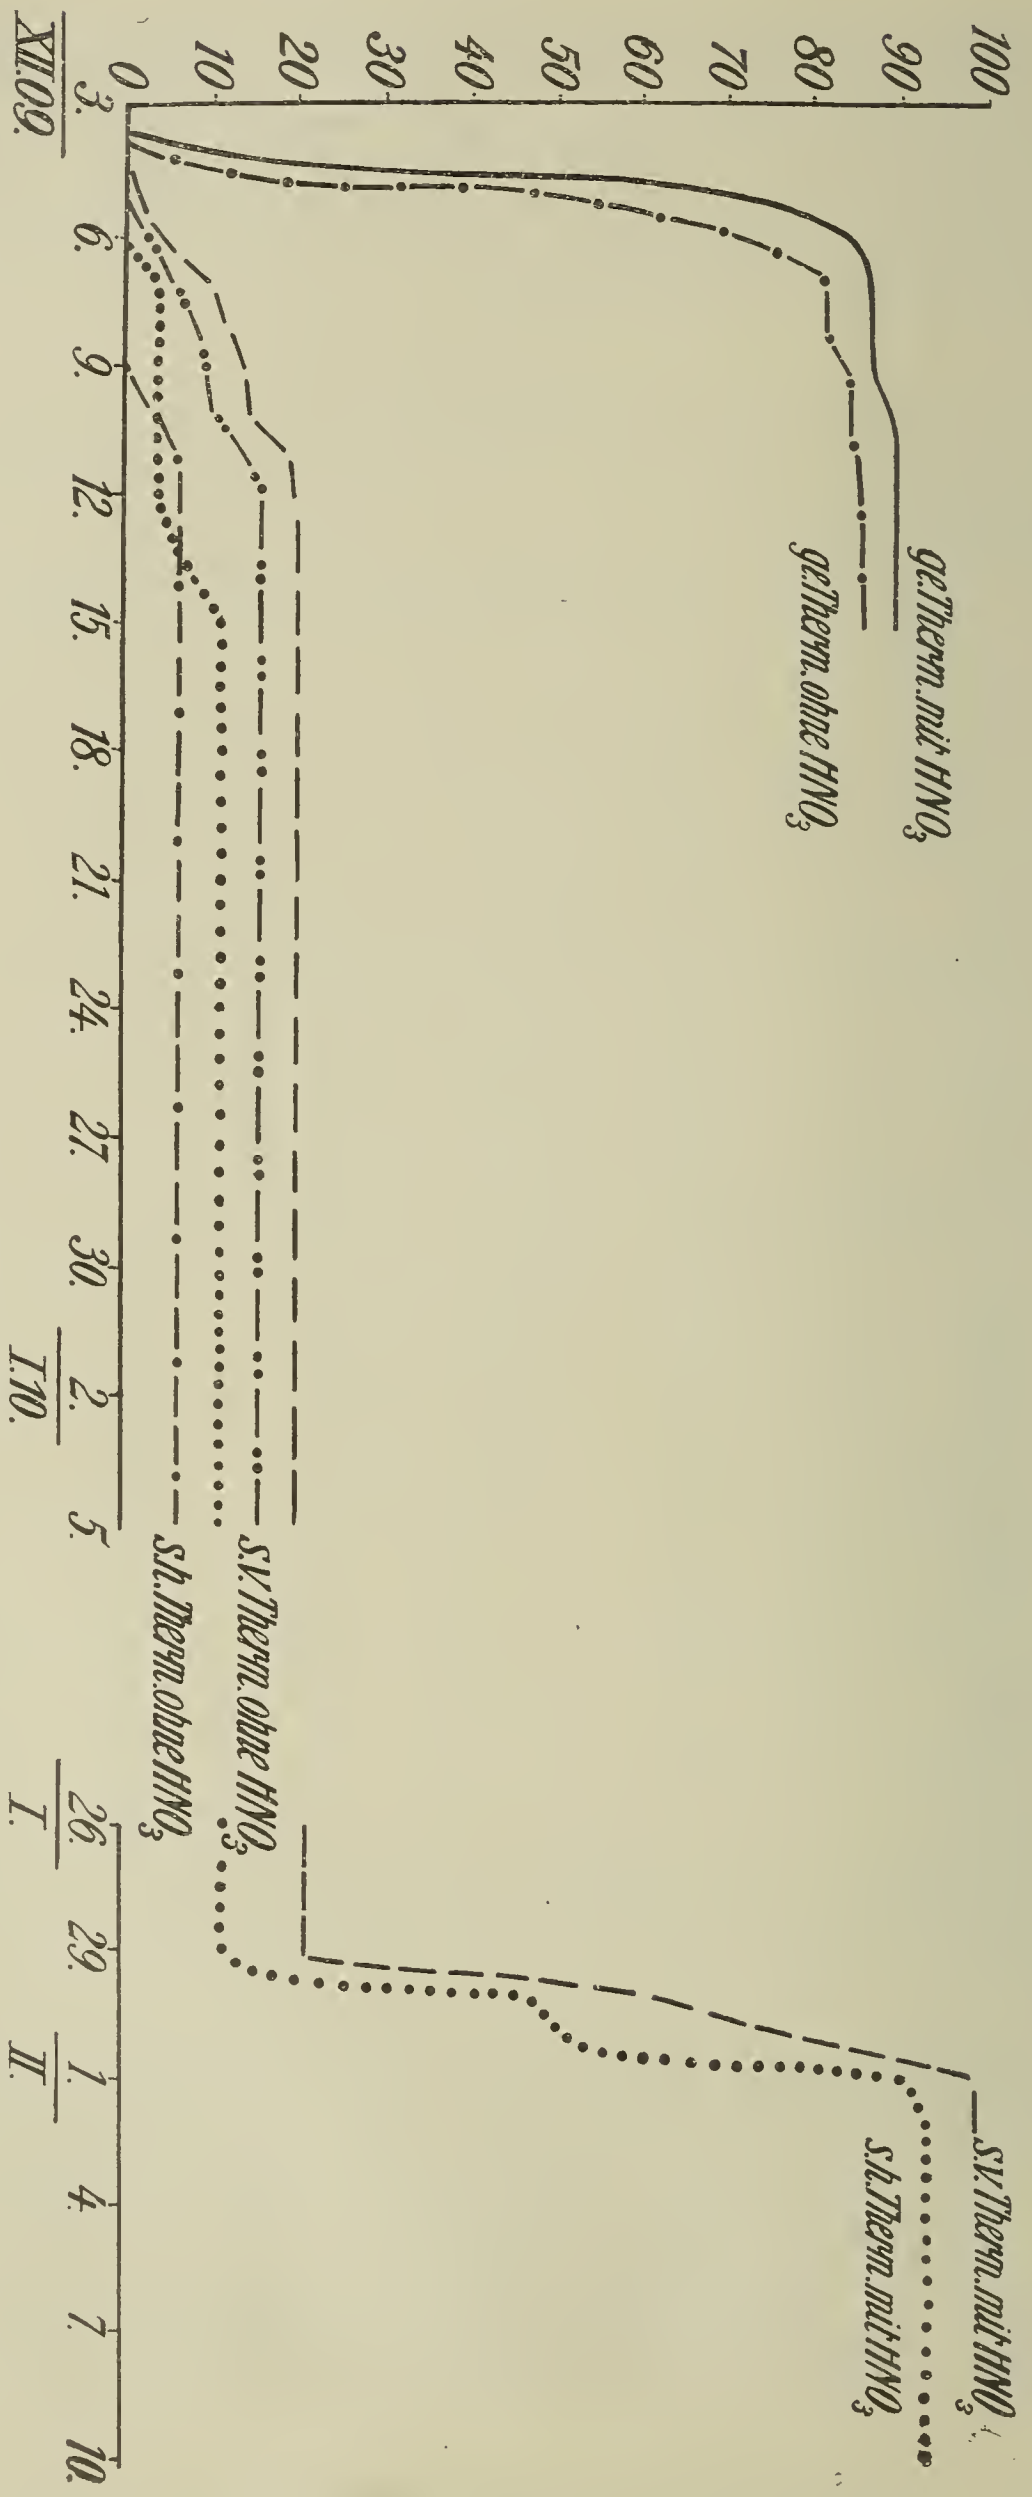 100
90
80
70
60
50
40
30
20
10
0
ge.Therm.mit HNO₃
ge.Therm.ohne HNO₃
s.v.Therm.mit HNO₃
s.h.Therm.mit HNO₃
s.v.Therm.ohne HNO₃
s.h.Therm.ohne HNO₃
3. 6. 9. 12. 15. 18. 21. 24. 27. 30. 2. 5. 26. 29. 1. 4. 7. 10.
XII.09. I.10. I. II.